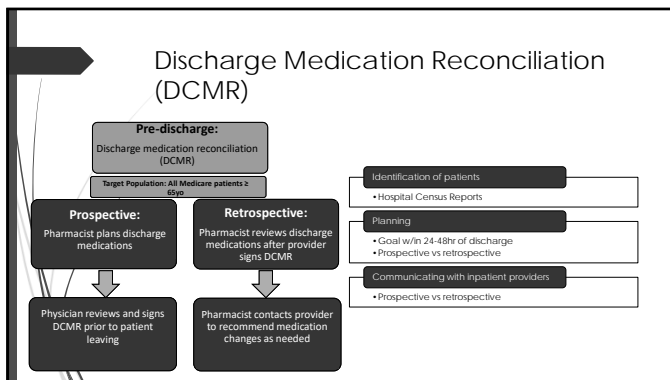 Discharge Medication Reconciliation
(DCMR)
Pre-discharge:
Discharge medication reconciliation
(DCMR)
Target Population: All Medicare patients ≥
65yo
Prospective:
Pharmacist plans discharge
medications
Physician reviews and signs
DCMR prior to patient
leaving
Retrospective:
Pharmacist reviews discharge
medications after provider
signs DCMR
Pharmacist contacts provider
to recommend medication
changes as needed
Identification of patients
•Hospital Census Reports
Planning
•Goal w/in 24-48hr of discharge
•Prospective vs retrospective
Communicating with inpatient providers
•Prospective vs retrospective